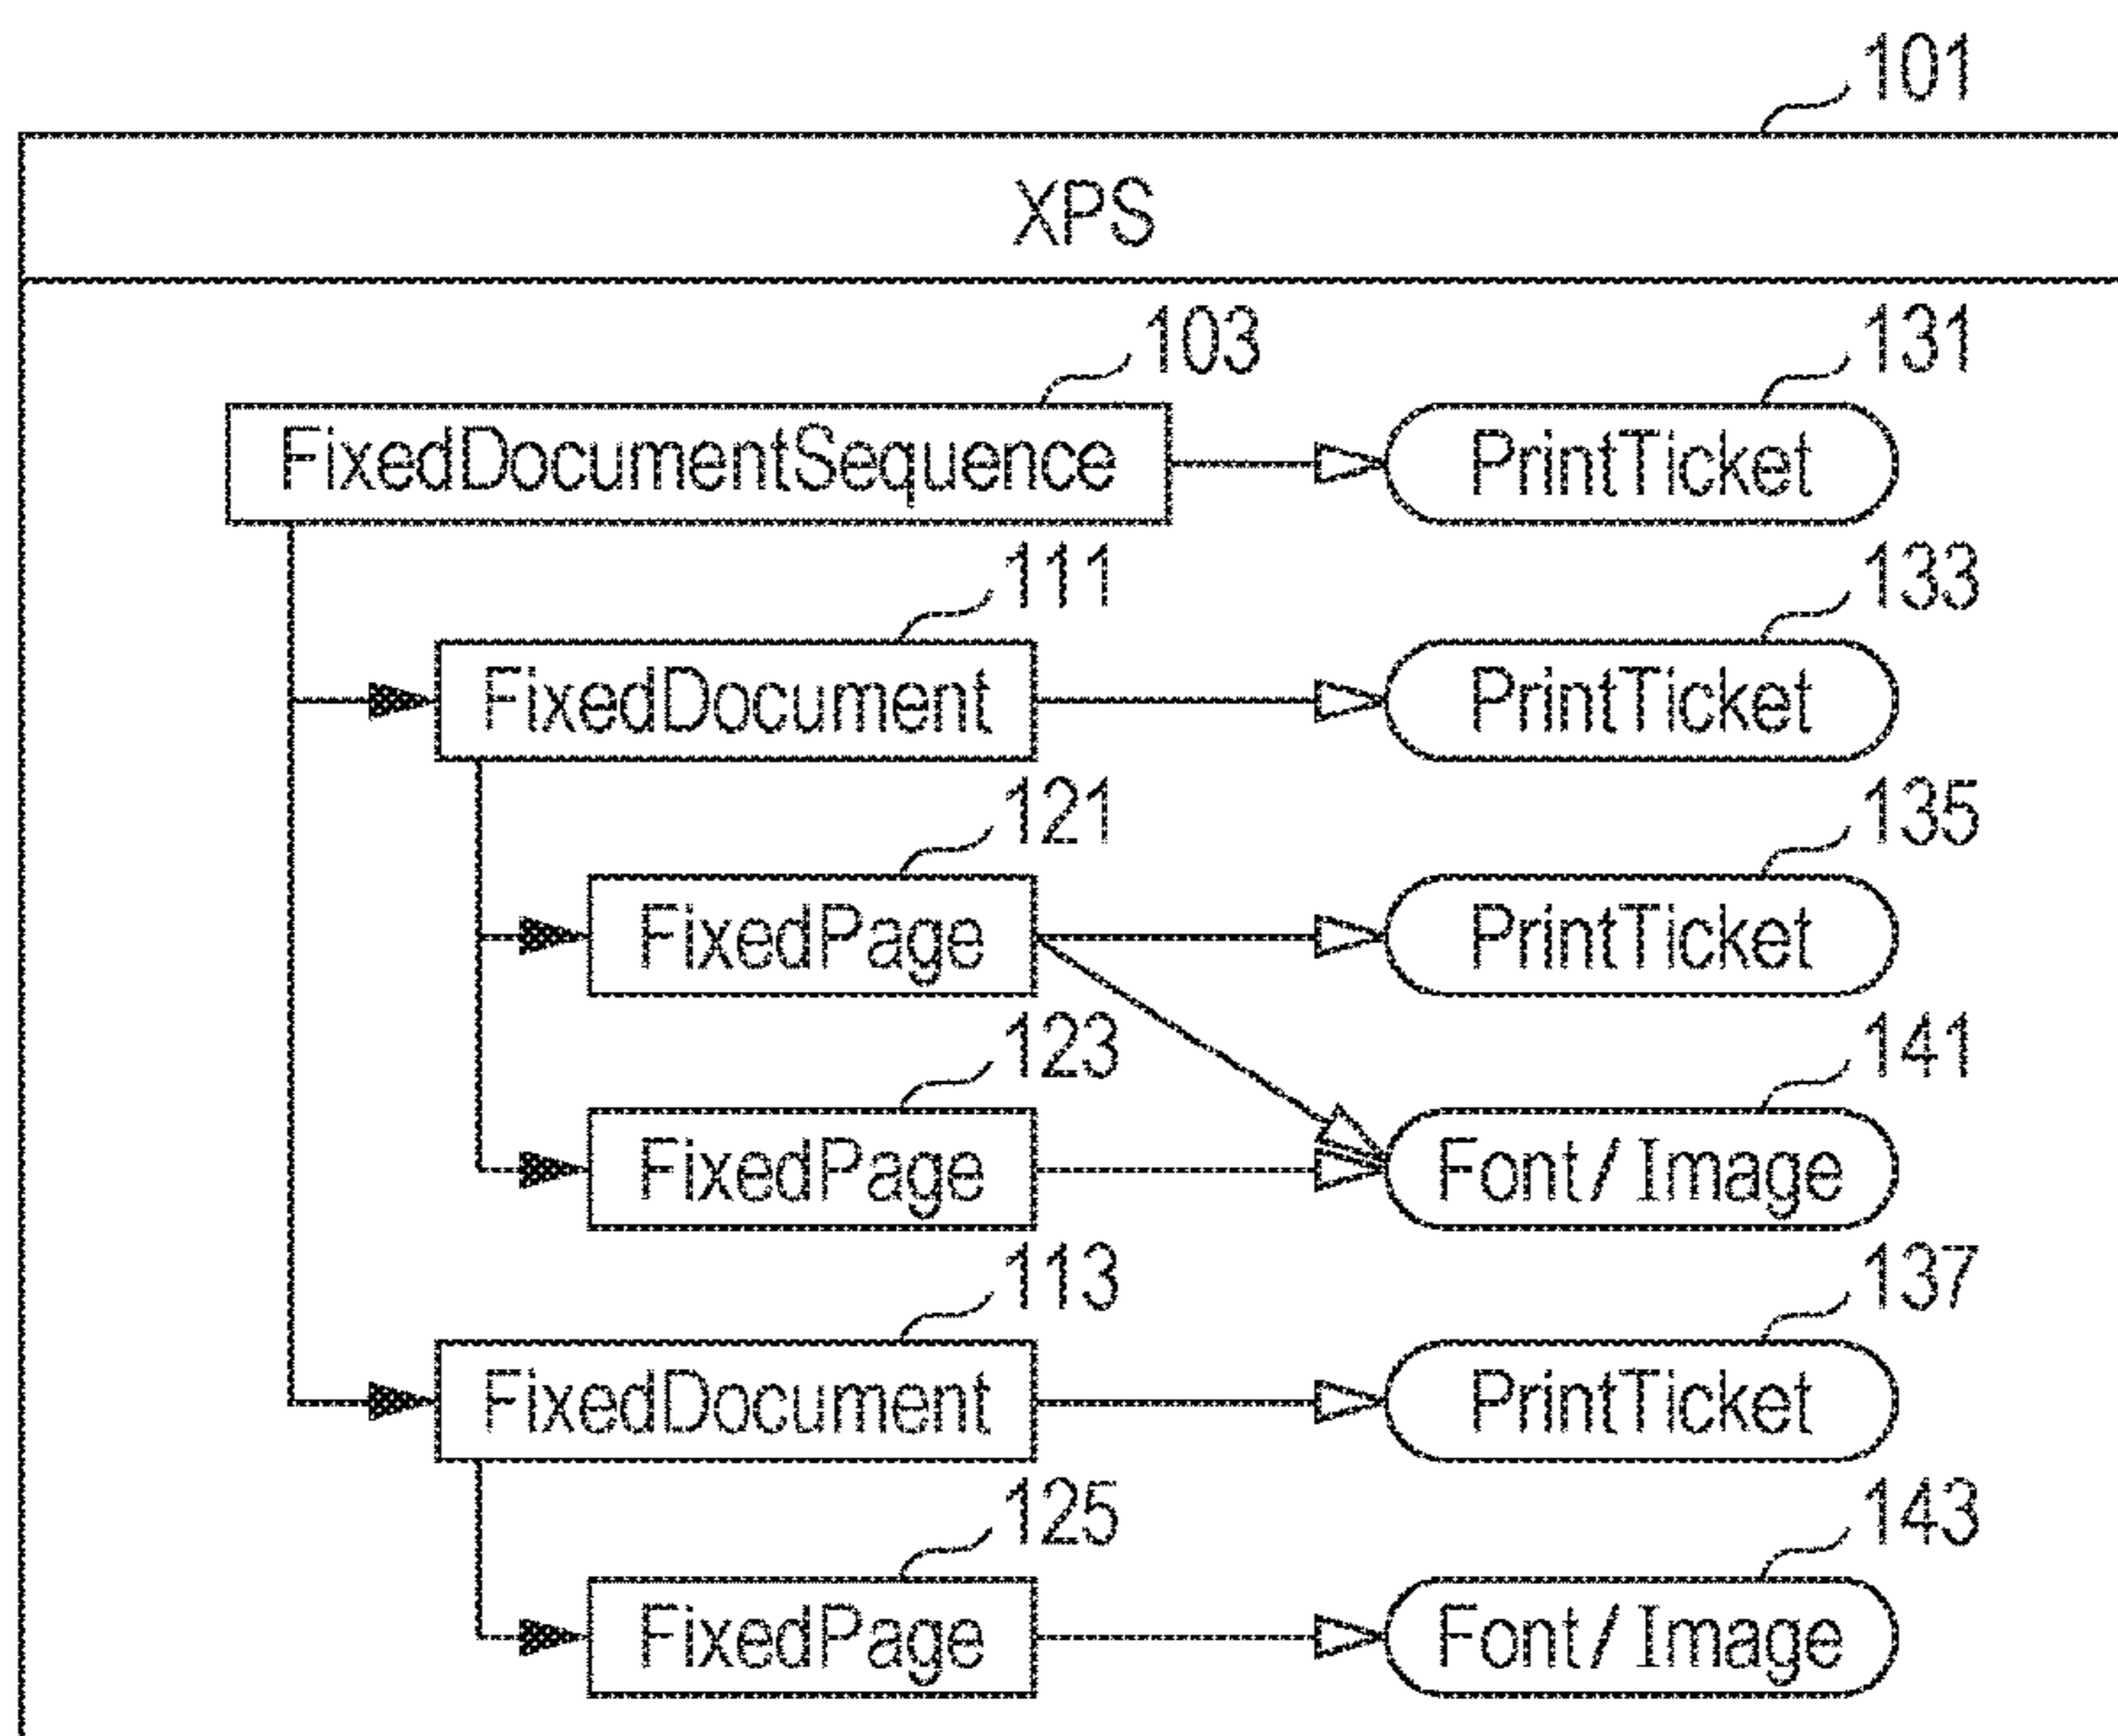 101
XPS
103
131
FixedDocumentSequence
PrintTicket
111
133
FixedDocument
PrintTicket
121
135
FixedPage
PrintTicket
123
141
FixedPage
Font/Image
113
137
FixedDocument
PrintTicket
125
143
FixedPage
Font/Image